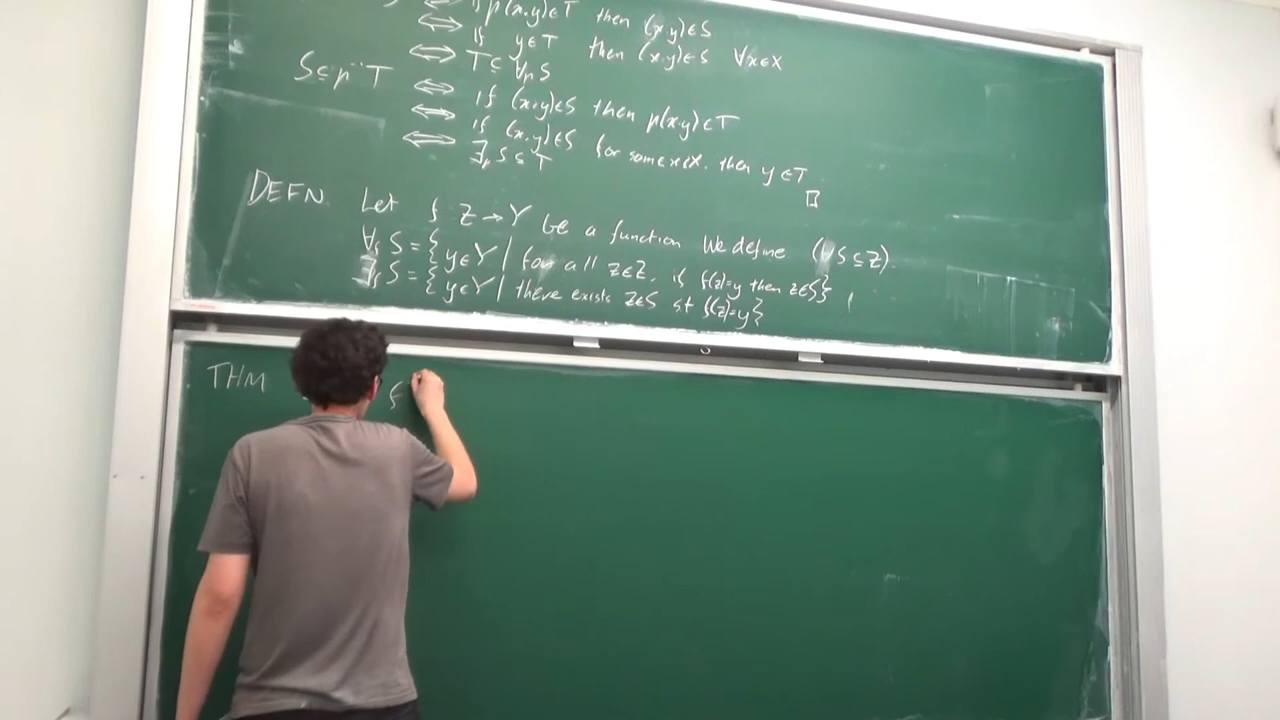 ⟺ if p(x,y)∈T then (x,y)∈S
⟺ If y∈T then (x,y)∈S ∀x∈X
⟺ T⊆ ∀ₚS
S⊆p⁻¹T ⟺ if (x,y)∈S then p(x,y)∈T
⟺ if (x,y)∈S for some x∈X, then y∈T
⟺ ∃ₚS⊆T □
DEFN. Let f Z→Y be a function We define (∀S⊆Z).
∀f S = {y∈Y | for all z∈Z, if f(z)=y then z∈S},
∃f S = {y∈Y | there exists z∈S st f(z)=y}
THM f